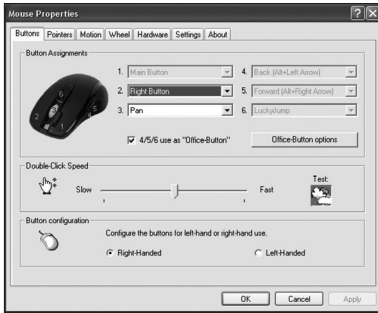 Mouse Properties
Buttons Pointers Motion Wheel Hardware Settings About
Button Assignments
1. Main Button 4. Back (Alt+Left Arrow)
2. Right Button 5. Forward (Alt+Right Arrow)
3. Pan 6. LuckyJump
4/5/6 use as "Office-Button" Office-Button options
Double-Click Speed
Test:
Slow Fast
Button configuration
Configure the buttons for left-hand or right-hand use.
Right-Handed Left-Handed
OK Cancel Apply